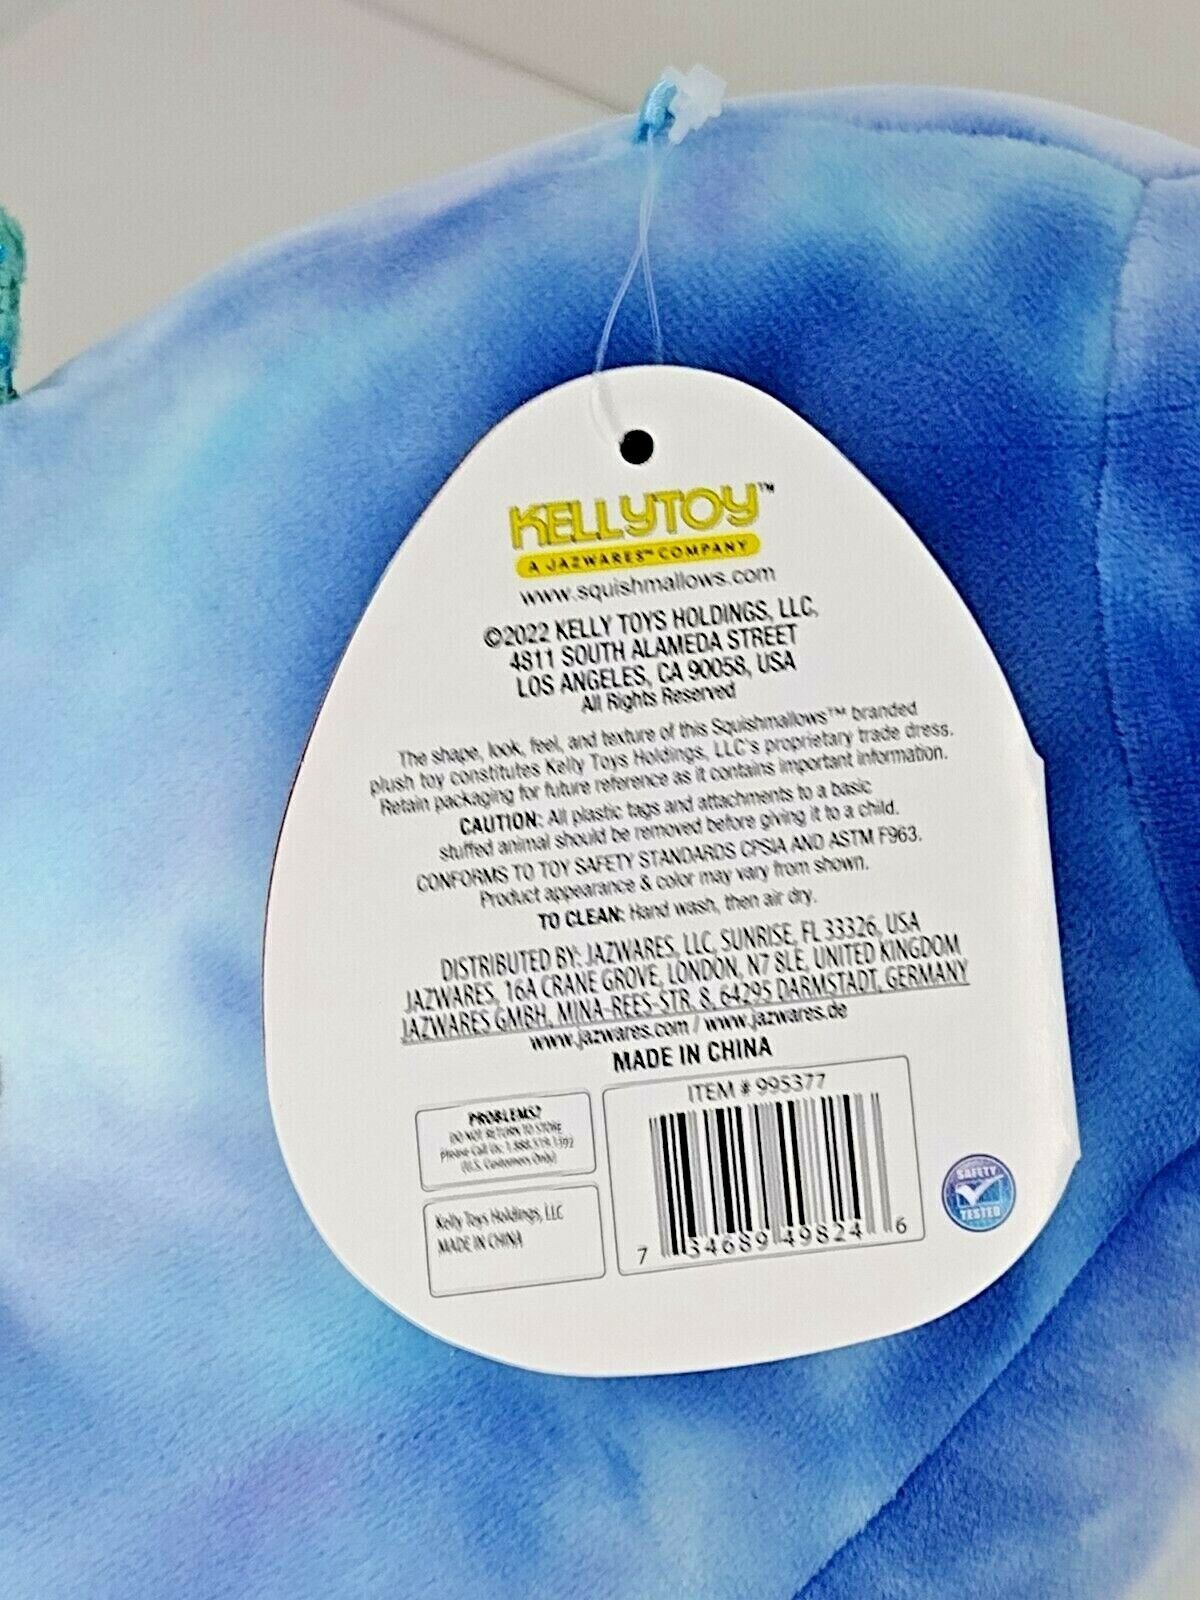 KELLYTOY™
A JAZWARES™ COMPANY
www.squishmallows.com
©2022 KELLY TOYS HOLDINGS, LLC,
4811 SOUTH ALAMEDA STREET
LOS ANGELES, CA 90058, USA
All Rights Reserved
The shape, look, feel, and texture of this Squishmallows™ branded
plush toy constitutes Kelly Toys Holdings, LLC's proprietary trade dress.
Retain packaging for future reference as it contains important information.
CAUTION: All plastic tags and attachments to a basic
stuffed animal should be removed before giving it to a child.
CONFORMS TO TOY SAFETY STANDARDS CPSIA AND ASTM F963.
Product appearance & color may vary from shown.
TO CLEAN: Hand wash, then air dry.
DISTRIBUTED BY: JAZWARES, LLC, SUNRISE, FL 33326, USA
JAZWARES, 16A CRANE GROVE, LONDON, N7 8LE, UNITED KINGDOM
JAZWARES GMBH, MINA-REES-STR. 8, 64295 DARMSTADT, GERMANY
www.jazwares.com / www.jazwares.de
MADE IN CHINA
PROBLEMS?
DO NOT RETURN TO STORE
Please Call Us: 1.888.519.1392
(U.S. Customers Only)
Kelly Toys Holdings, LLC
MADE IN CHINA
ITEM # 995377
7 34689 49824 6
SAFETY
TESTED